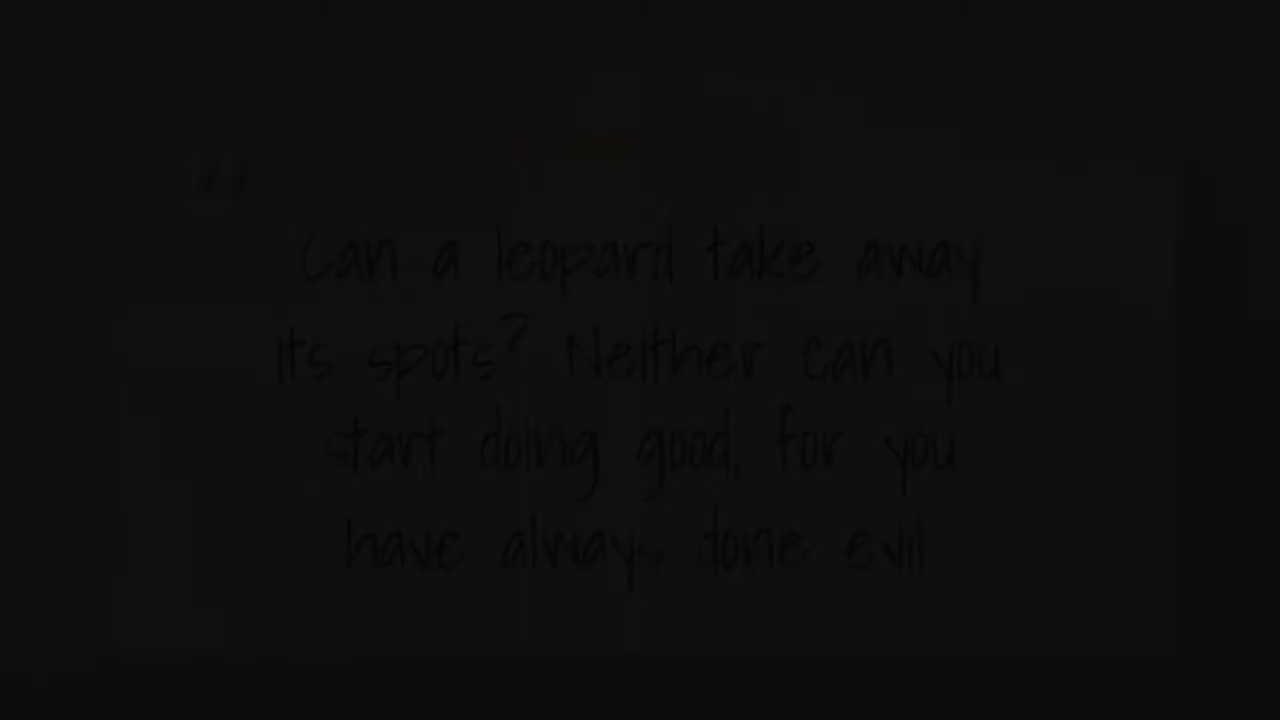 "
Can a leopard take away
its spots? Neither can you
start doing good, for you
have always done evil